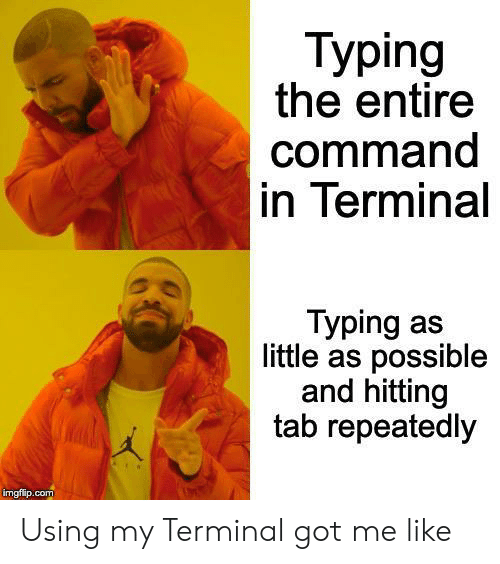 Typing
the entire
command
in Terminal
Typing as
little as possible
and hitting
tab repeatedly
imgflip.com
Using my Terminal got me like